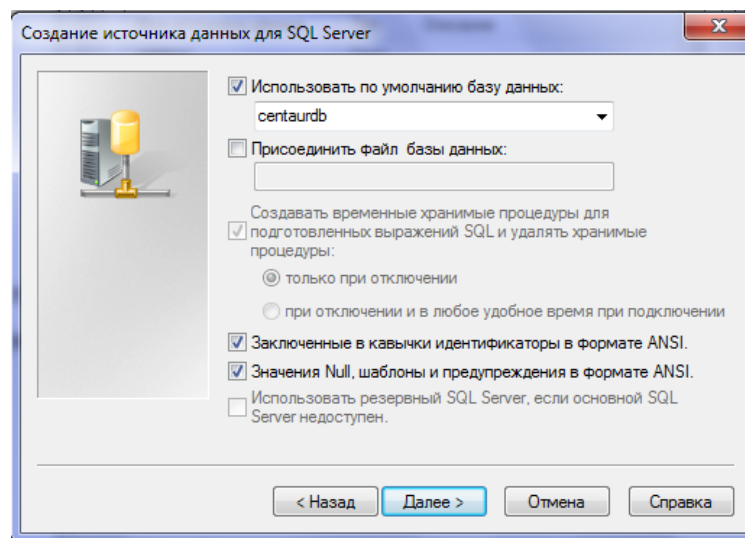 Создание источника данных для SQL Server
Использовать по умолчанию базу данных:
centaurdb
Присоединить файл базы данных:
Создавать временные хранимые процедуры для
подготовленных выражений SQL и удалять хранимые
процедуры:
только при отключении
при отключении и в любое удобное время при подключении
Заключенные в кавычки идентификаторы в формате ANSI.
Значения Null, шаблоны и предупреждения в формате ANSI.
Использовать резервный SQL Server, если основной SQL
Server недоступен.
< Назад Далее > Отмена Справка